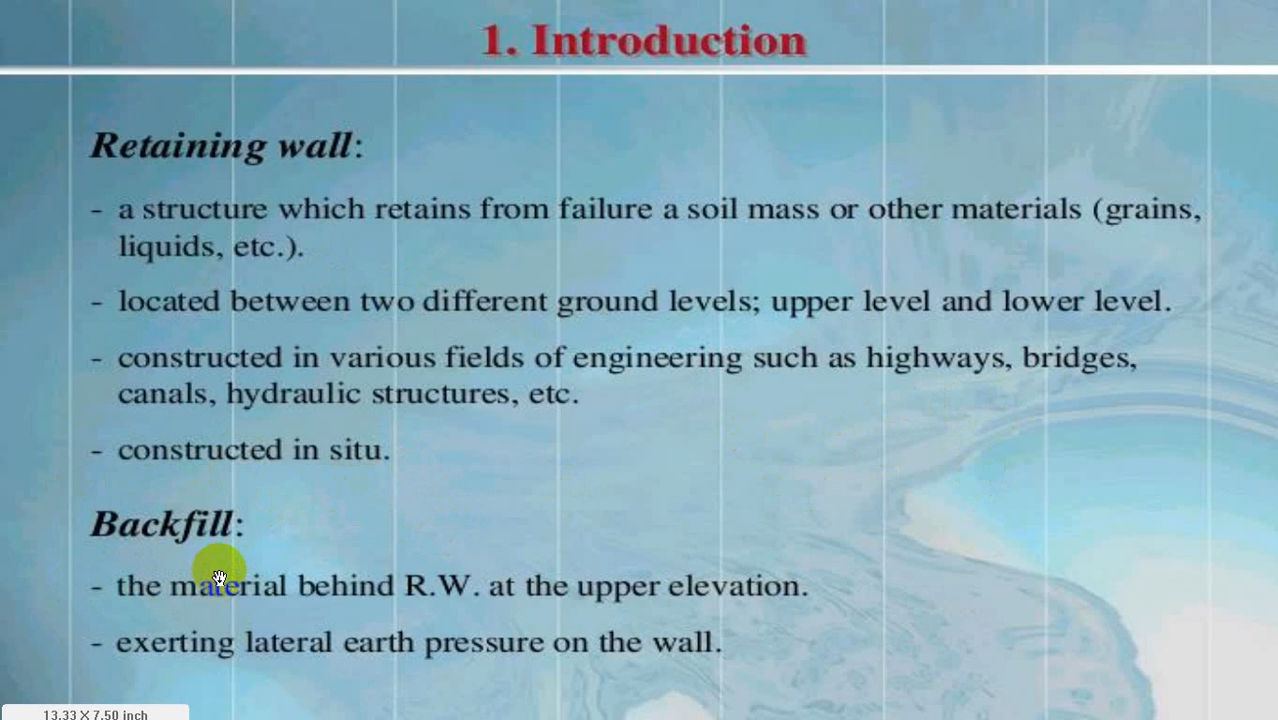 1. Introduction
Retaining wall:
- a structure which retains from failure a soil mass or other materials (grains,
liquids, etc.).
- located between two different ground levels; upper level and lower level.
- constructed in various fields of engineering such as highways, bridges,
canals, hydraulic structures, etc.
- constructed in situ.
Backfill:
- the material behind R.W. at the upper elevation.
- exerting lateral earth pressure on the wall.
13.33 X 7.50 inch